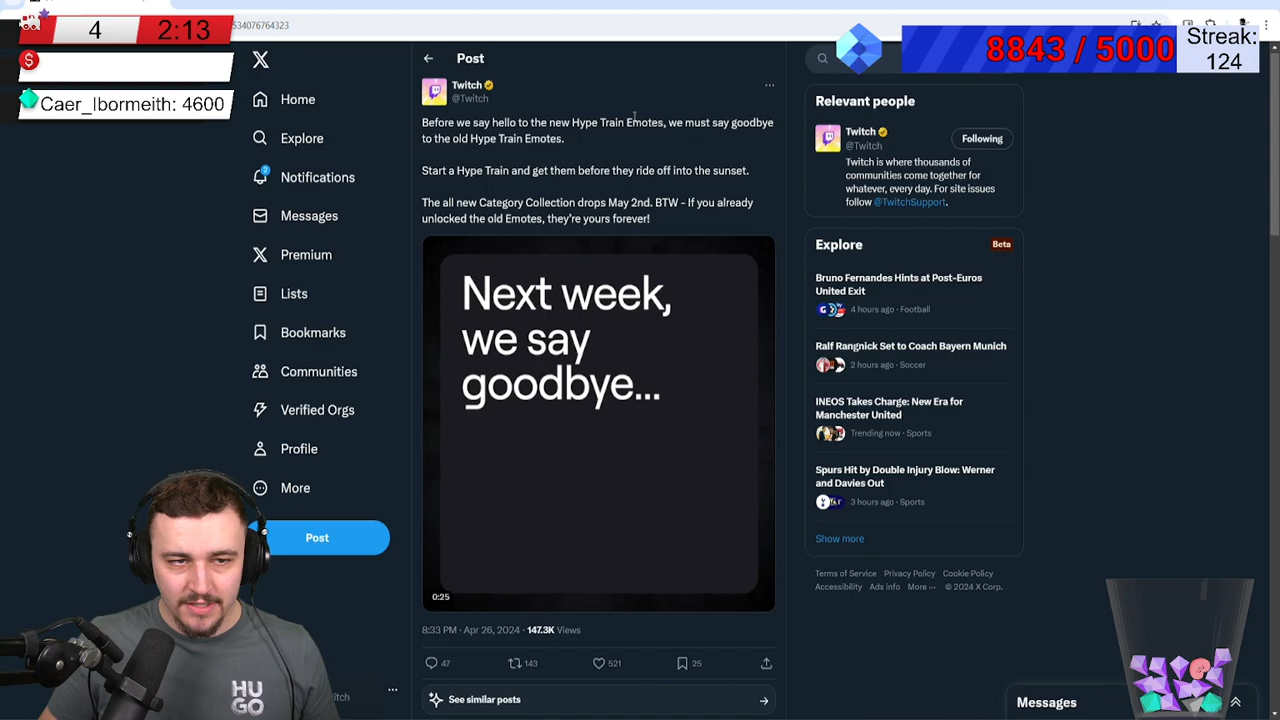 4
2:13
534076764323
$
Caer_Ibormeith: 4600
8843 / 5000
Streak:
124
Home
Explore
2
Notifications
Messages
Premium
Lists
Bookmarks
Communities
Verified Orgs
Profile
More
Post
itch
Post
Twitch
@Twitch
Before we say hello to the new Hype Train Emotes, we must say goodbye
to the old Hype Train Emotes.
Start a Hype Train and get them before they ride off into the sunset.
The all new Category Collection drops May 2nd. BTW - If you already
unlocked the old Emotes, they're yours forever!
Next week,
we say
goodbye...
0:25
8:33 PM · Apr 26, 2024 · 147.3K Views
47
143
521
25
See similar posts
Relevant people
Twitch
@Twitch
Following
Twitch is where thousands of
communities come together for
whatever, every day. For site issues
follow @TwitchSupport.
Explore
Beta
Bruno Fernandes Hints at Post-Euros
United Exit
4 hours ago · Football
Ralf Rangnick Set to Coach Bayern Munich
2 hours ago · Soccer
INEOS Takes Charge: New Era for
Manchester United
Trending now · Sports
Spurs Hit by Double Injury Blow: Werner
and Davies Out
3 hours ago · Sports
Show more
Terms of Service Privacy Policy Cookie Policy
Accessibility Ads info More ··· © 2024 X Corp.
Messages
HU
GO